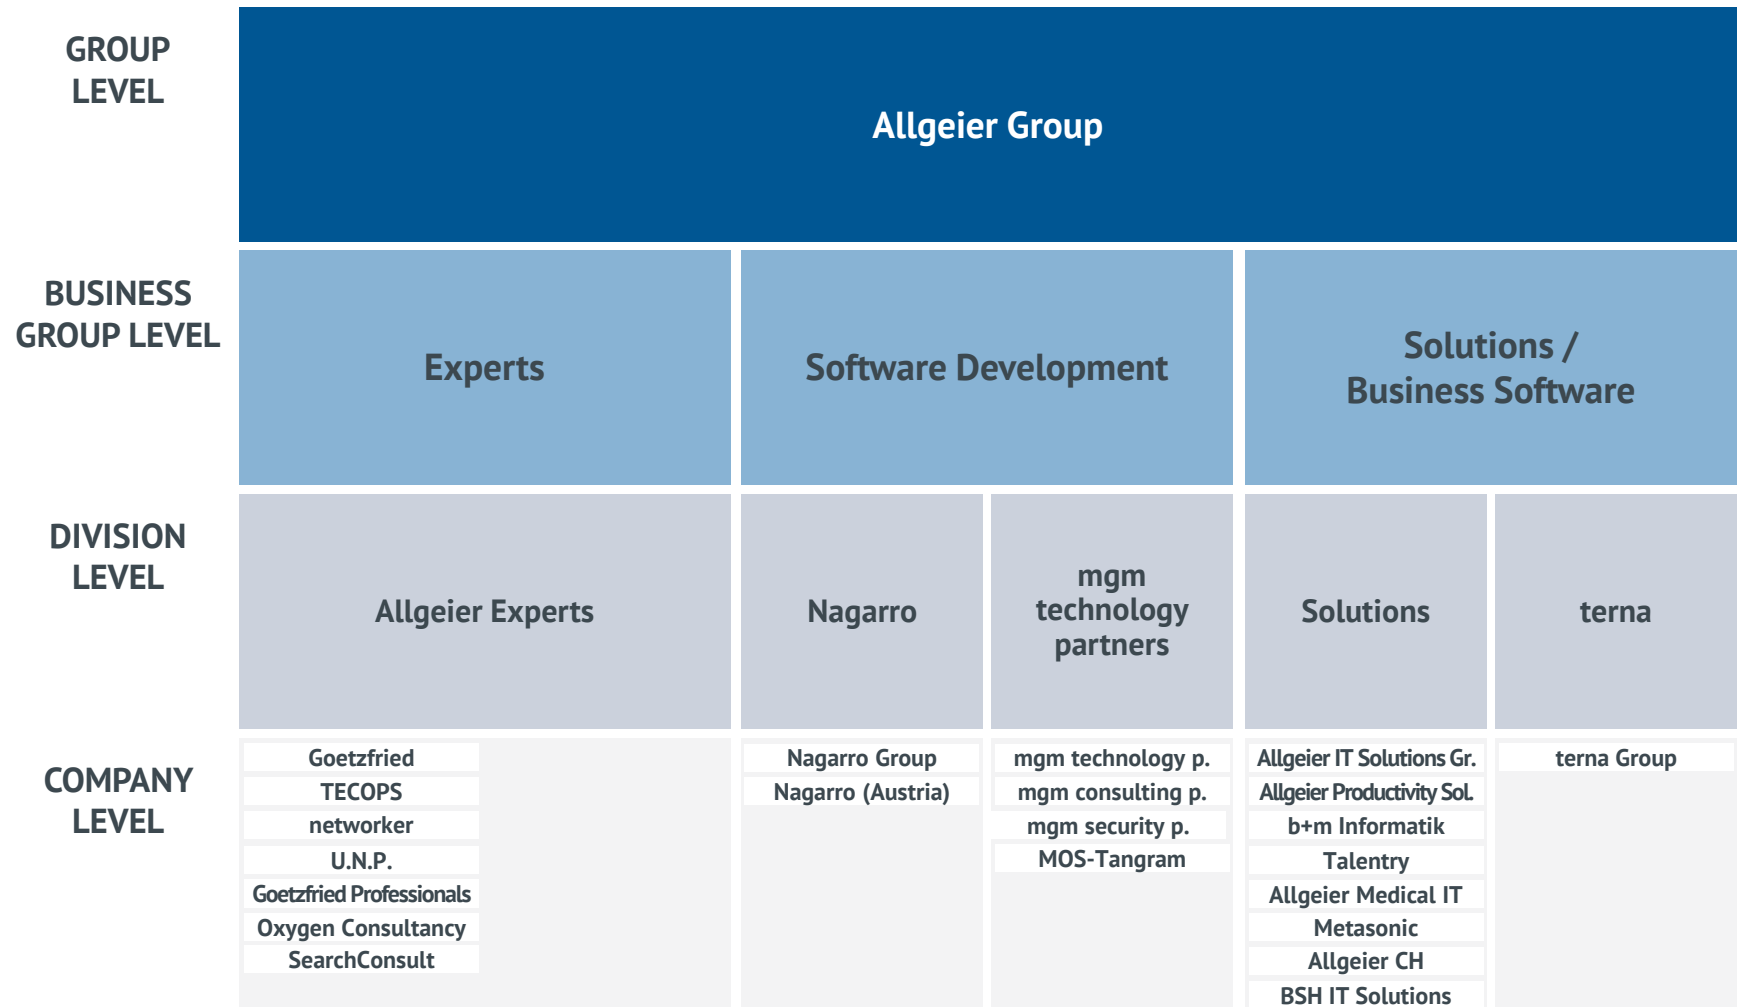 GROUP
LEVEL
Allgeier Group
BUSINESS
GROUP LEVEL
Experts
Software Development
Solutions /
Business Software
DIVISION
LEVEL
Allgeier Experts
Nagarro
mgm
technology
partners
Solutions
terna
COMPANY
LEVEL
Goetzfried
TECOPS
networker
U.N.P.
Goetzfried Professionals
Oxygen Consultancy
SearchConsult
Nagarro Group
Nagarro (Austria)
mgm technology p.
mgm consulting p.
mgm security p.
MOS-Tangram
Allgeier IT Solutions Gr.
Allgeier Productivity Sol.
b+m Informatik
Talentry
Allgeier Medical IT
Metasonic
Allgeier CH
BSH IT Solutions
terna Group